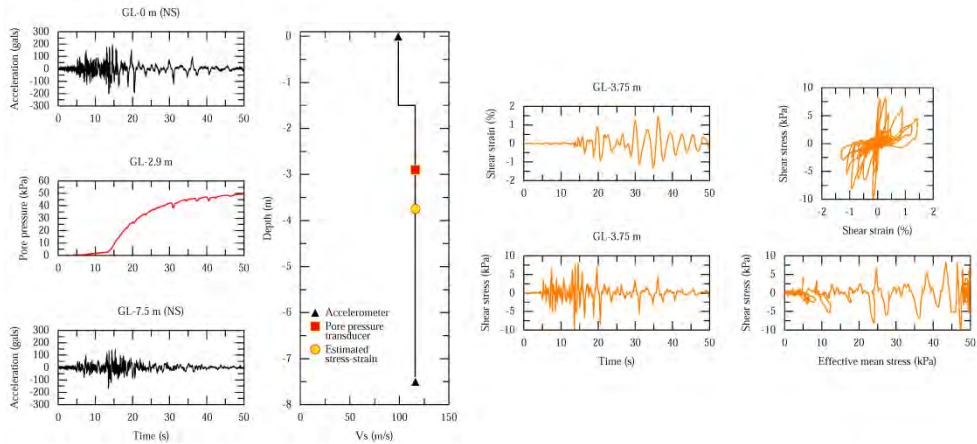 GL-0 m (NS)
Acceleration (gals)
300
200
100
0
-100
-200
-300
0 10 20 30 40 50
GL-2.9 m
Pore pressure (kPa)
60
50
40
30
20
10
0
0 10 20 30 40 50
GL-7.5 m (NS)
Acceleration (gals)
300
200
100
0
-100
-200
300
0 10 20 30 40 50
Time (s)
Depth (m)
0
-1
-2
-3
-4
-5
-6
-7
-8
Accelerometer
Pore pressure
transducer
Estimated
stress-strain
0 50 100 150
Vs (m/s)
GL-3.75 m
Shear strain (%)
2
1
0
-1
-2
0 10 20 30 40 50
GL-3.75 m
Shear stress (kPa)
10
5
0
-5
-10
0 10 20 30 40 50
Time (s)
Shear stress (kPa)
10
5
0
-5
-10
-2 -1 0 1 2
Shear strain (%)
Shear stress (kPa)
10
5
0
-5
-10
0 10 20 30 40 50
Effective mean stress (kPa)